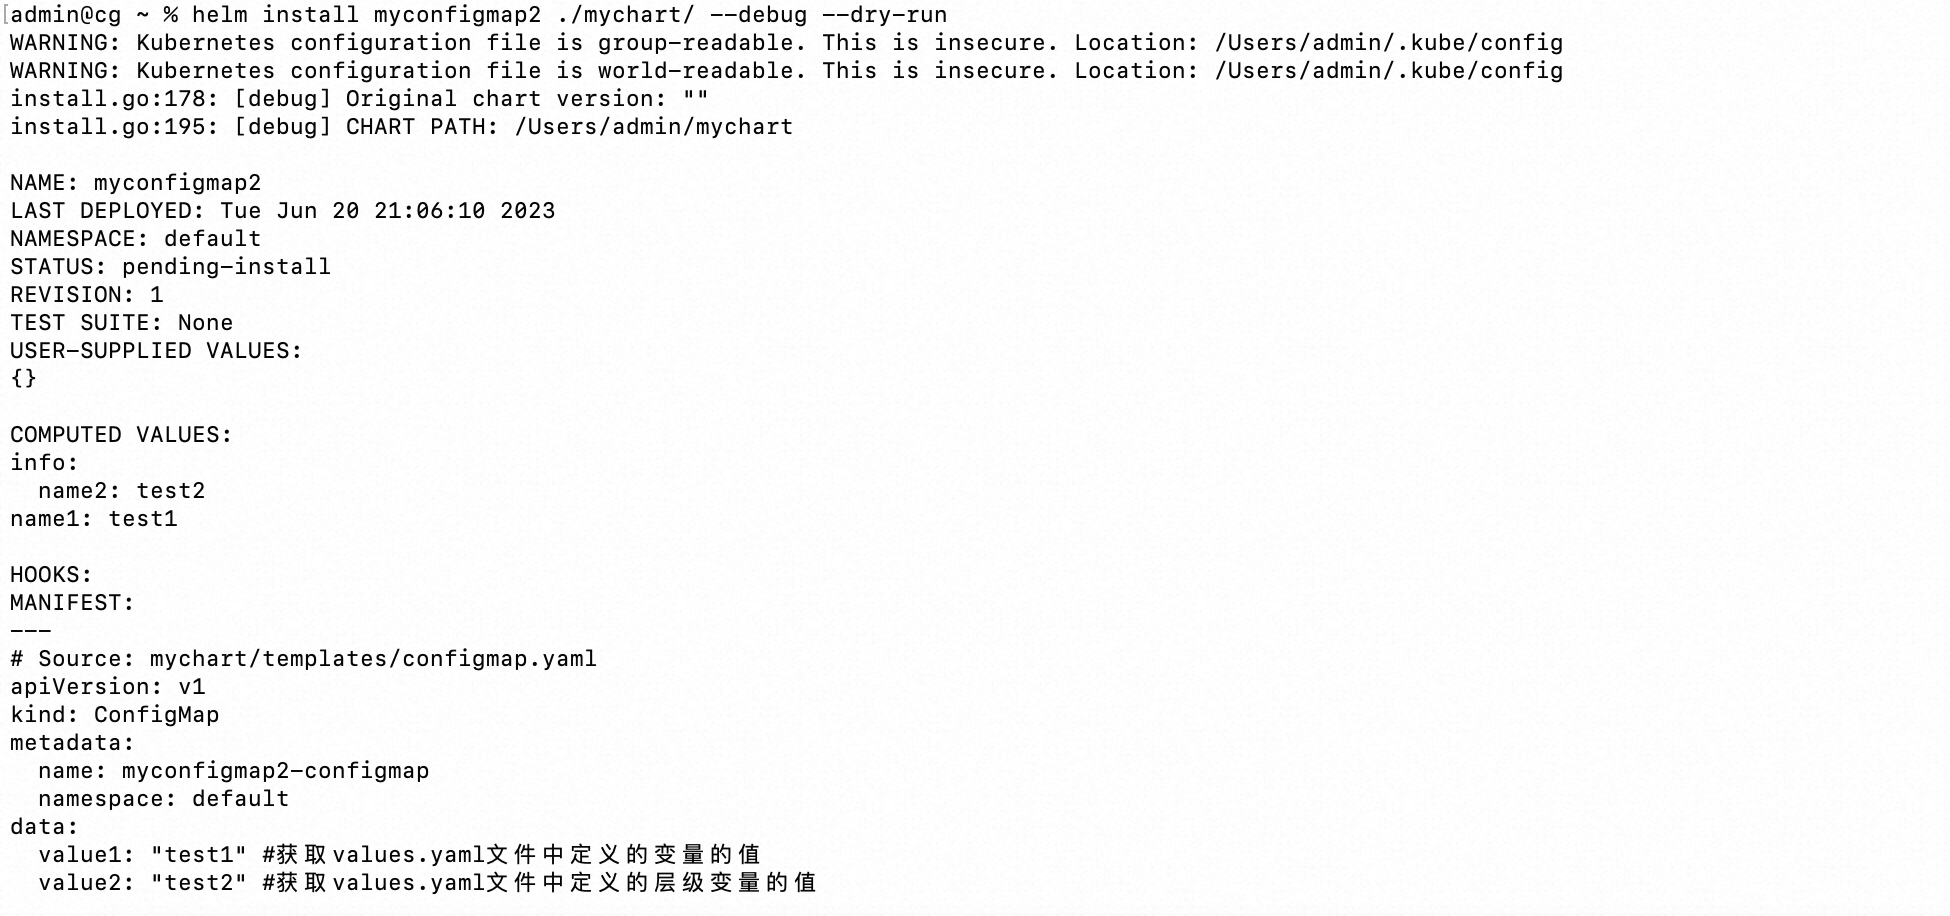 [admin@cg ~ % helm install myconfigmap2 ./mychart/ --debug --dry-run
WARNING: Kubernetes configuration file is group-readable. This is insecure. Location: /Users/admin/.kube/config
WARNING: Kubernetes configuration file is world-readable. This is insecure. Location: /Users/admin/.kube/config
install.go:178: [debug] Original chart version: ""
install.go:195: [debug] CHART PATH: /Users/admin/mychart

NAME: myconfigmap2
LAST DEPLOYED: Tue Jun 20 21:06:10 2023
NAMESPACE: default
STATUS: pending-install
REVISION: 1
TEST SUITE: None
USER-SUPPLIED VALUES:
{}

COMPUTED VALUES:
info:
  name2: test2
name1: test1

HOOKS:
MANIFEST:
---
# Source: mychart/templates/configmap.yaml
apiVersion: v1
kind: ConfigMap
metadata:
  name: myconfigmap2-configmap
  namespace: default
data:
  value1: "test1" #获取values.yaml文件中定义的变量的值
  value2: "test2" #获取values.yaml文件中定义的层级变量的值